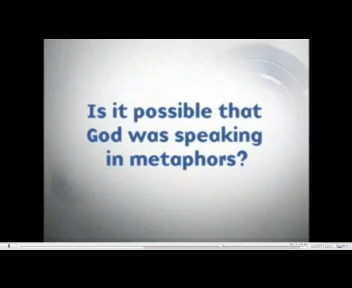 Is it possible that
God was speaking
in metaphors?